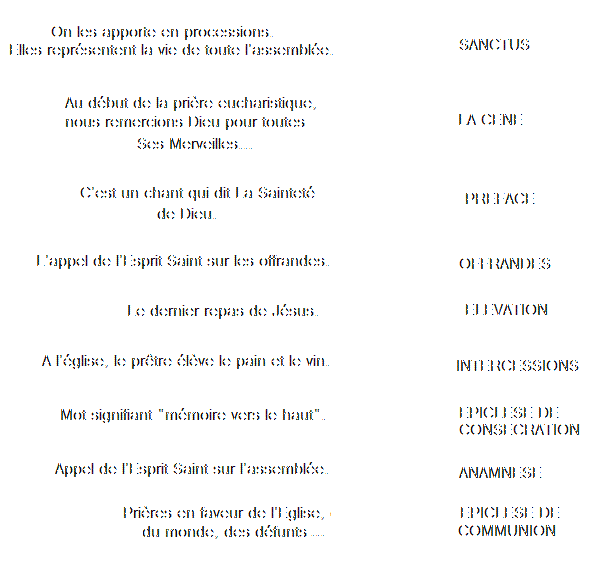 On les apporte en processions.
Elles représentent la vie de toute l'assemblée.
SANCTUS
Au début de la prière eucharistique,
nous remercions Dieu pour toutes
Ses Merveilles.....
LA CENE
C'est un chant qui dit La Sainteté
de Dieu.
PREFACE
L'appel de l'Esprit Saint sur les offrandes.
OFFRANDES
Le dernier repas de Jésus.
ELEVATION
A l'église, le prêtre élève le pain et le vin.
INTERCESSIONS
Mot signifiant "mémoire vers le haut".
EPICLESE DE
CONSECRATION
Appel de l'Esprit Saint sur l'assemblée.
ANAMNESE
Prières en faveur de l'Eglise,
du monde, des défunts .....
EPICLESE DE
COMMUNION